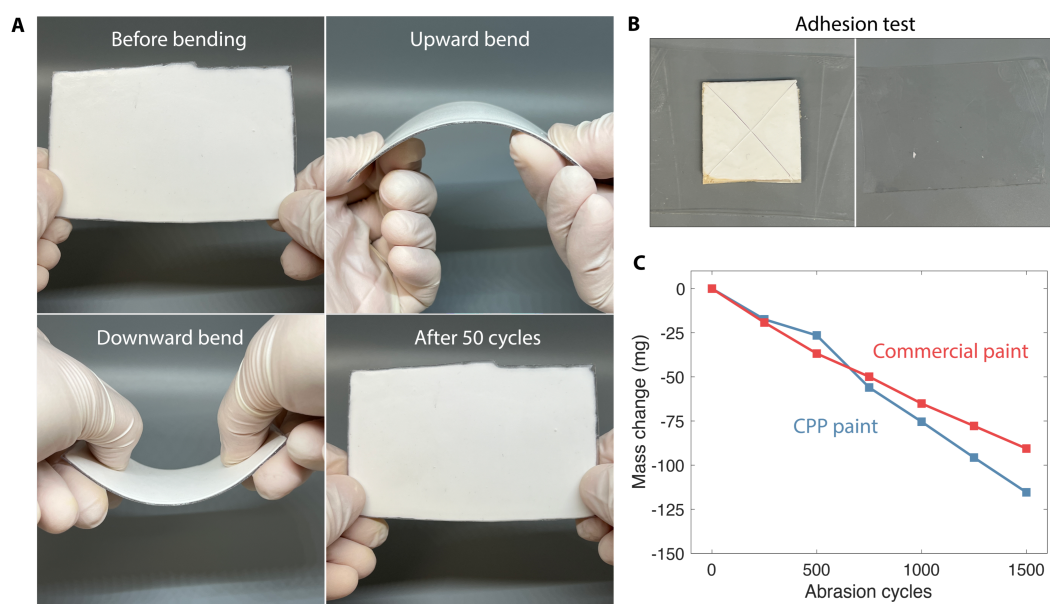 A
Before bending
Upward bend
Downward bend
After 50 cycles
B
Adhesion test
C
0
-25
-50
-75
-100
-125
-150
Mass change (mg)
Commercial paint
CPP paint
0
500
1000
1500
Abrasion cycles